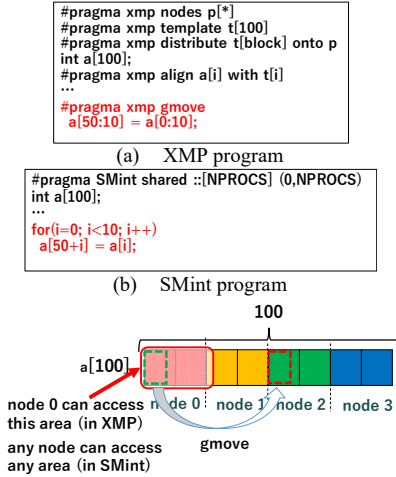 #pragma xmp nodes p[*]
#pragma xmp template t[100]
#pragma xmp distribute t[block] onto p
int a[100];
#pragma xmp align a[i] with t[i]
…
#pragma xmp gmove
a[50:10] = a[0:10];
(a) XMP program
#pragma SMint shared ::[NPROCS] (0,NPROCS)
int a[100];
…
for(i=0; i<10; i++)
a[50+i] = a[i];
(b) SMint program
100
a[100]
node 0 can access
this area (in XMP)
node 0 node 1 node 2 node 3
any node can access
any area (in SMint)
gmove